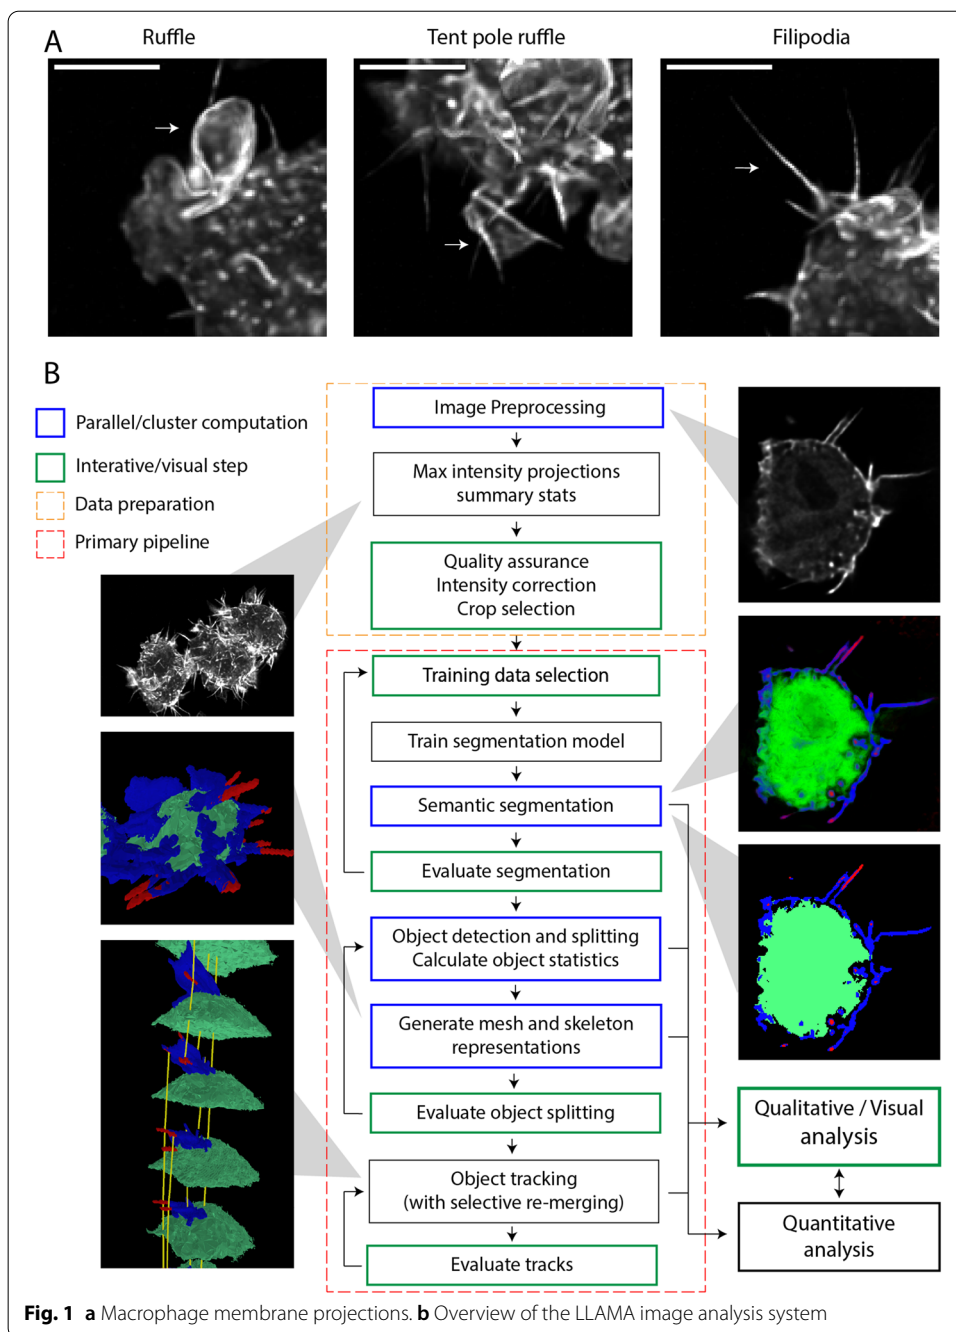 A
Ruffle
Tent pole ruffle
Filipodia
B
Parallel/cluster computation
Interative/visual step
Data preparation
Primary pipeline
Image Preprocessing
Max intensity projections
summary stats
Quality assurance
Intensity correction
Crop selection
Training data selection
Train segmentation model
Semantic segmentation
Evaluate segmentation
Object detection and splitting
Calculate object statistics
Generate mesh and skeleton
representations
Evaluate object splitting
Object tracking
(with selective re-merging)
Evaluate tracks
Qualitative / Visual
analysis
Quantitative
analysis
Fig. 1 a Macrophage membrane projections. b Overview of the LLAMA image analysis system